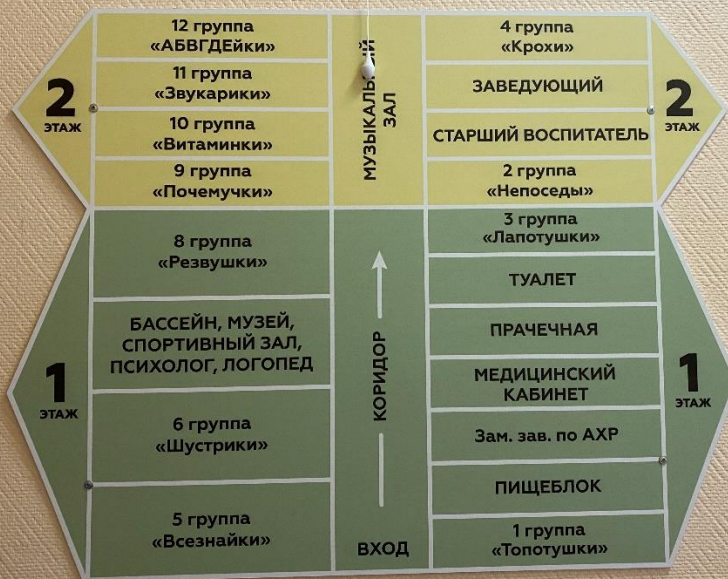 2
ЭТАЖ
12 группа
«АБВГДЕйки»
11 группа
«Звукарики»
10 группа
«Витаминки»
9 группа
«Почемучки»
МУЗЫКАЛЬНЫЙ
ЗАЛ
4 группа
«Крохи»
ЗАВЕДУЮЩИЙ
СТАРШИЙ ВОСПИТАТЕЛЬ
2 группа
«Непоседы»
2
ЭТАЖ
1
ЭТАЖ
8 группа
«Резвушки»
БАССЕЙН, МУЗЕЙ,
СПОРТИВНЫЙ ЗАЛ,
ПСИХОЛОГ, ЛОГОПЕД
6 группа
«Шустрики»
5 группа
«Всезнайки»
КОРИДОР
ВХОД
3 группа
«Лапотушки»
ТУАЛЕТ
ПРАЧЕЧНАЯ
МЕДИЦИНСКИЙ
КАБИНЕТ
Зам. зав. по АХР
ПИЩЕБЛОК
1 группа
«Топотушки»
1
ЭТАЖ